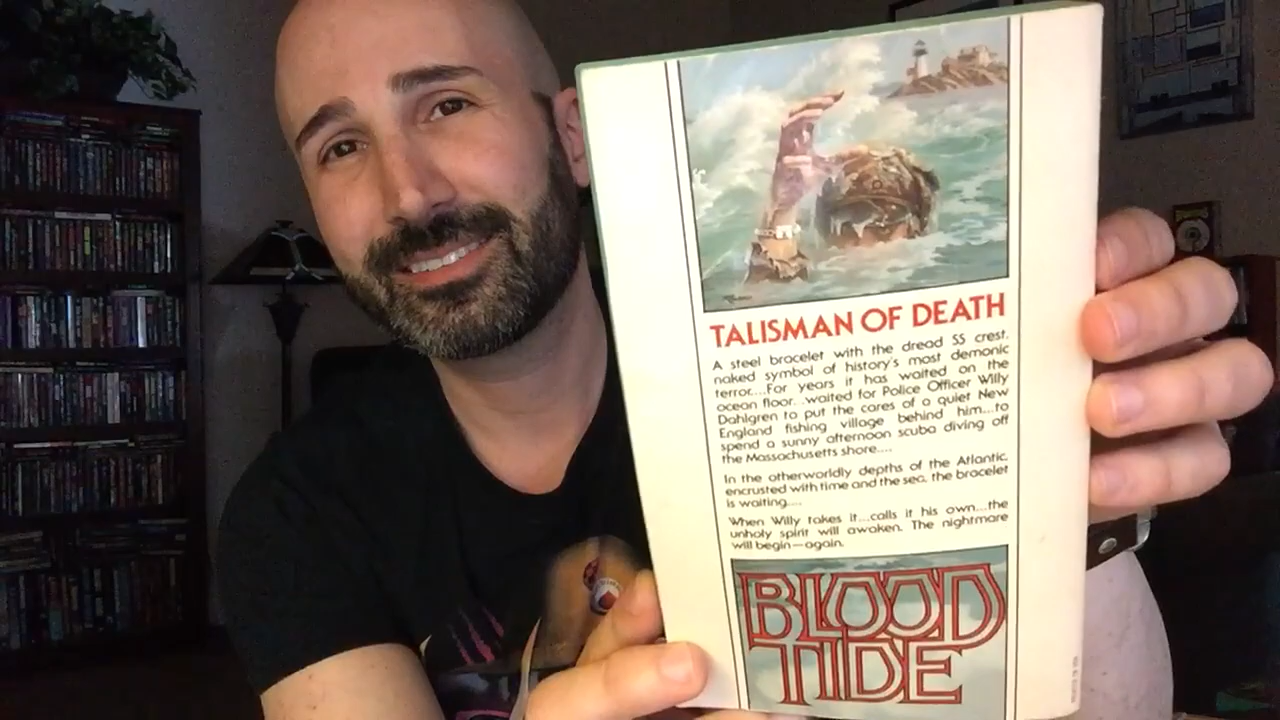 TALISMAN OF DEATH
A steel bracelet with the dread SS crest,
naked symbol of history's most demonic
terror....For years it has waited on the
ocean floor...waited for Police Officer Willy
Dahlgren to put the cares of a quiet New
England fishing village behind him...to
spend a sunny afternoon scuba diving off
the Massachusetts shore....
In the otherworldly depths of the Atlantic,
encrusted with time and the sea, the bracelet
is waiting....
When Willy takes it...calls it his own...the
unholy spirit will awaken. The nightmare
will begin—again.
BLOOD
TIDE